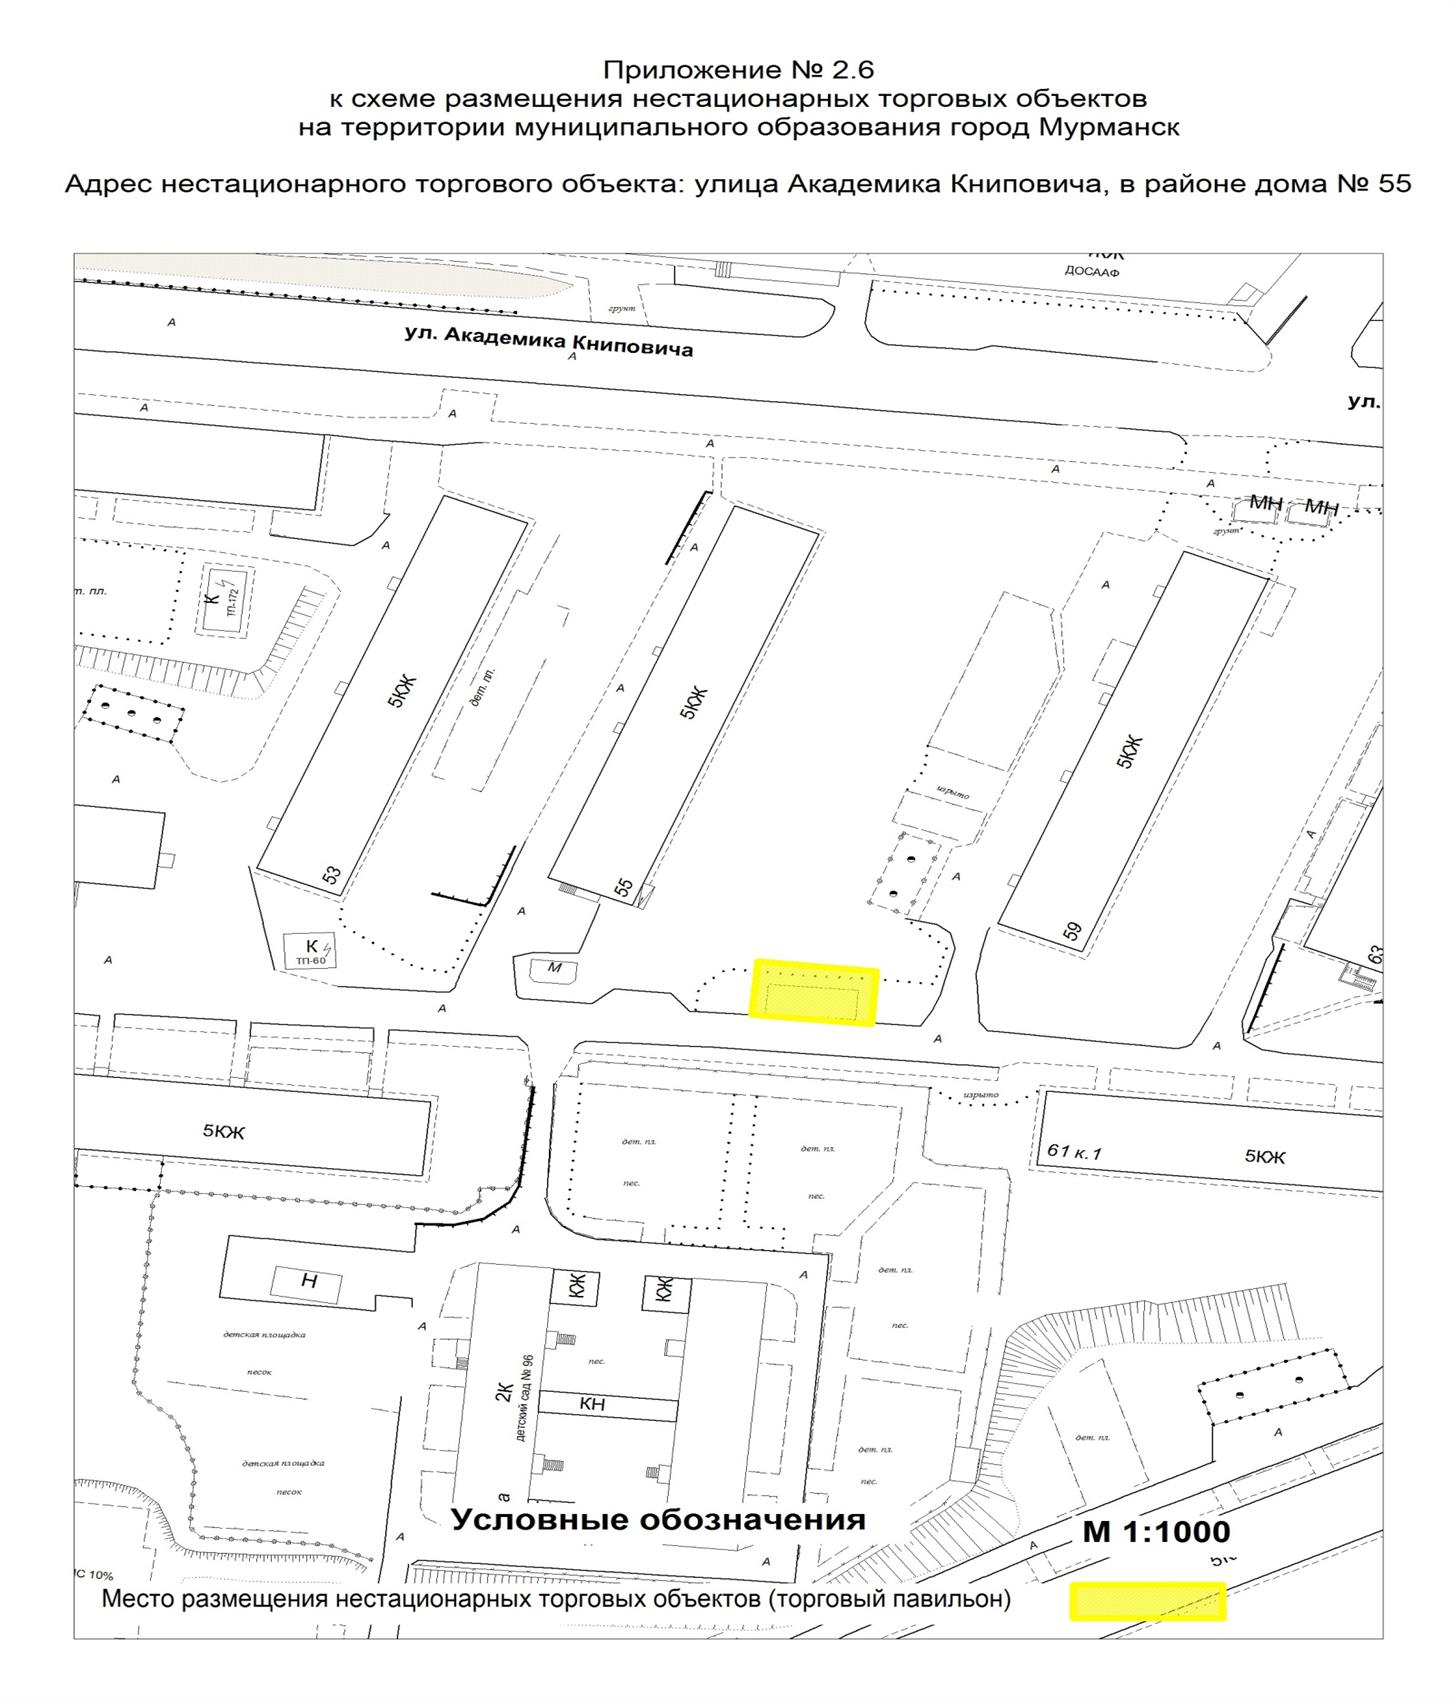 Приложение № 2.6
к схеме размещения нестационарных торговых объектов
на территории муниципального образования город Мурманск
Адрес нестационарного торгового объекта: улица Академика Книповича, в районе дома № 55
ДОСААФ
грунт
А
ул. Академика Книповича
А
ул.
А
А
А
А
А
МН
МН
грунт
А
А
А
т. пл.
К
ТП-172
5КЖ
дет. пл.
А
5КЖ
5КЖ
изрыто
А
А
53
55
А
59
А
К
ТП-60
63
А
М
А
А
А
изрыто
5КЖ
дет. пл.
дет. пл.
61 к.1
5КЖ
пес.
пес.
А
Н
КЖ
КЖ
А
дет. пл.
А
детская площадка
пес.
песок
пес.
2К
детский сад № 96
КН
А
дет. пл.
дет. пл.
детская площадка
пес.
песок
а
Условные обозначения
М 1:1000
А
А
А
С 10%
Место размещения нестационарных торговых объектов (торговый павильон)